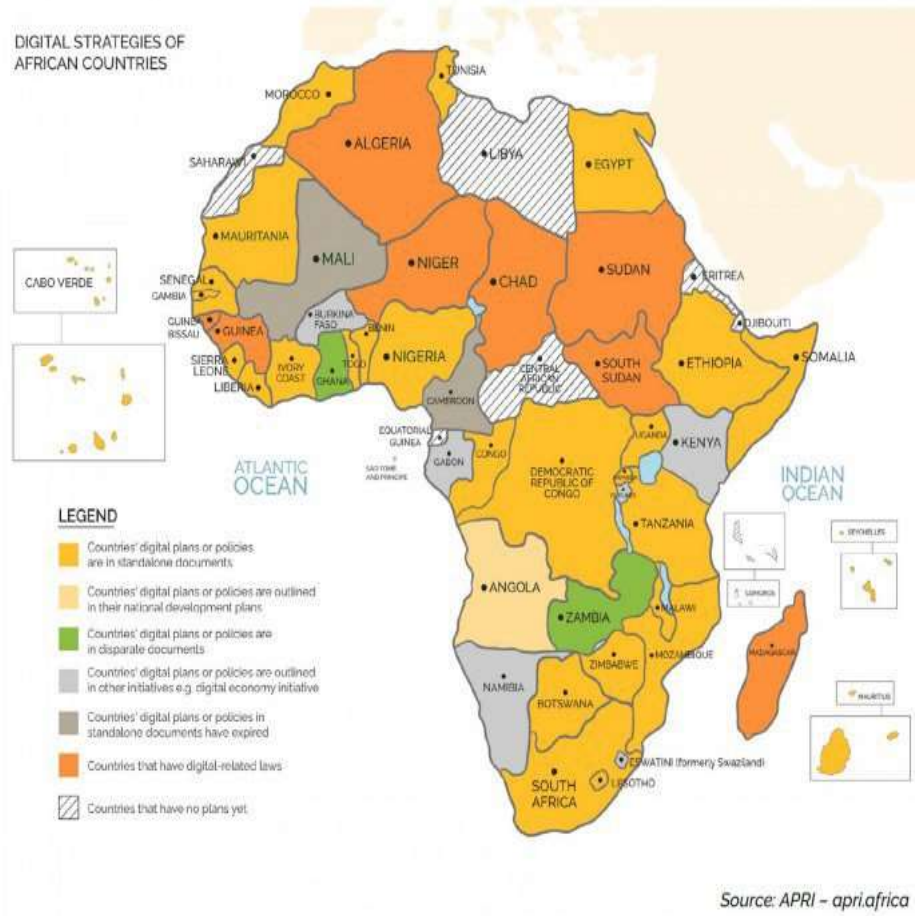 DIGITAL STRATEGIES OF
AFRICAN COUNTRIES
TUNISIA
MOROCCO
ALGERIA
LIBYA
EGYPT
SAHARAWI
MAURITANIA
MALI
NIGER
CHAD
SUDAN
ERITREA
CABO VERDE
SENEGAL
GAMBIA
GUINEA
BISSAU
GUINEA
BURKINA
FASO
BENIN
DJIBOUITI
SIERRA
LEONE
LIBERIA
IVORY
COAST
GHANA
TOGO
NIGERIA
CENTRAL
AFRICAN
REPUBLIC
SOUTH
SUDAN
ETHIOPIA
SOMALIA
CAMEROON
EQUATORIAL
GUINEA
SAO TOME
AND PRINCIPE
GABON
CONGO
DEMOCRATIC
REPUBLIC OF
CONGO
UGANDA
KENYA
ATLANTIC
OCEAN
INDIAN
OCEAN
TANZANIA
SEYCHELLES
COMOROS
ANGOLA
ZAMBIA
MALAWI
MOZAMBIQUE
MADAGASCAR
ZIMBABWE
NAMIBIA
BOTSWANA
MAURITIUS
ESWATINI (formerly Swaziland)
LESOTHO
SOUTH
AFRICA
LEGEND
Countries' digital plans or policies
are in standalone documents
Countries' digital plans or policies are outlined
in their national development plans
Countries' digital plans or policies are
in disparate documents
Countries' digital plans or policies are outlined
in other initiatives e.g. digital economy initiative
Countries' digital plans or policies in
standalone documents have expired
Countries that have digital-related laws
Countries that have no plans yet
Source: APRI – apri.africa